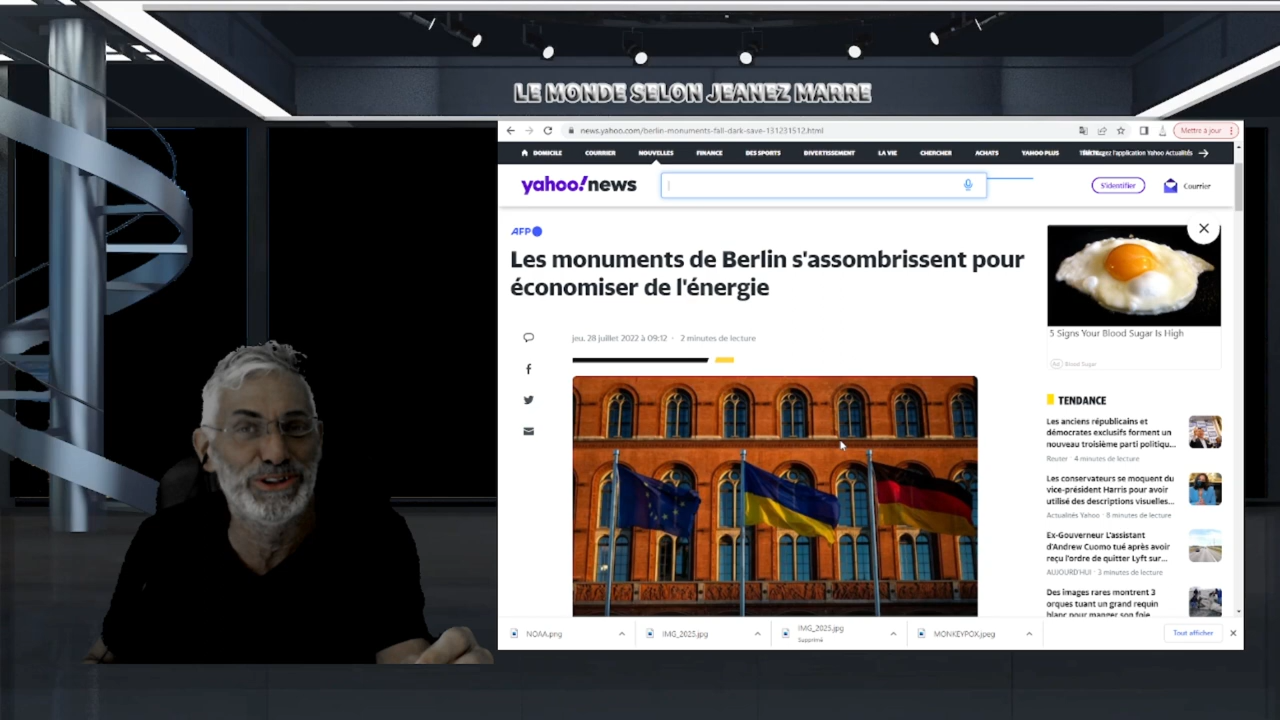 LE MONDE SELON JEANEZ MARRE
news.yahoo.com/berlin-monuments-fall-dark-save-131231512.html
Mettre à jour
DOMICILE COURRIER NOUVELLES FINANCE DES SPORTS DIVERTISSEMENT LA VIE CHERCHER ACHATS YAHOO PLUS l'application Yahoo Actualités
yahoo!news
S'identifier
Courrier
AFP
Les monuments de Berlin s'assombrissent pour
économiser de l'énergie
jeu. 28 juillet 2022 à 09:12 · 2 minutes de lecture
5 Signs Your Blood Sugar Is High
Ad Blood Sugar
TENDANCE
Les anciens républicains et
démocrates exclusifs forment un
nouveau troisième parti politiqu...
Reuter · 4 minutes de lecture
Les conservateurs se moquent du
vice-président Harris pour avoir
utilisé des descriptions visuelles...
Actualités Yahoo · 8 minutes de lecture
Ex-Gouverneur L'assistant
d'Andrew Cuomo tué après avoir
reçu l'ordre de quitter Lyft sur...
AUJOURD'HUI · 3 minutes de lecture
Des images rares montrent 3
orques tuant un grand requin
blanc pour manger son foie
NOAA.png
IMG_2025.jpg
IMG_2025.jpg
Supprimé
MONKEYPOX.jpeg
Tout afficher